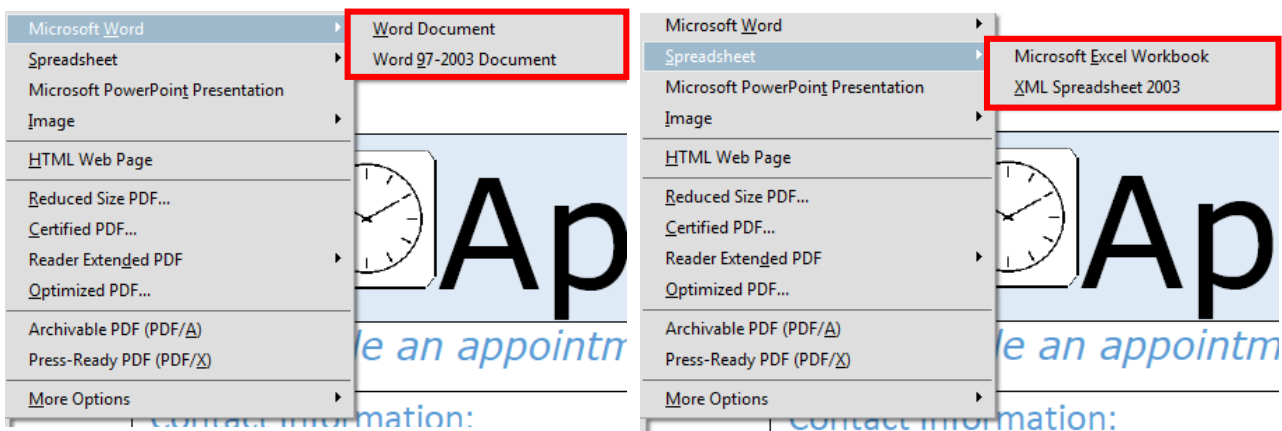 Microsoft Word
Word Document
Spreadsheet
Word 97-2003 Document
Microsoft PowerPoint Presentation
Image
HTML Web Page
Reduced Size PDF...
Certified PDF...
Reader Extended PDF
Optimized PDF...
Archivable PDF (PDF/A)
Press-Ready PDF (PDF/X)
More Options
Ap
le an appointm
Contact Information:
Microsoft Word
Spreadsheet
Microsoft Excel Workbook
Microsoft PowerPoint Presentation
XML Spreadsheet 2003
Image
HTML Web Page
Reduced Size PDF...
Certified PDF...
Reader Extended PDF
Optimized PDF...
Archivable PDF (PDF/A)
Press-Ready PDF (PDF/X)
More Options
Ap
le an appointm
Contact Information: